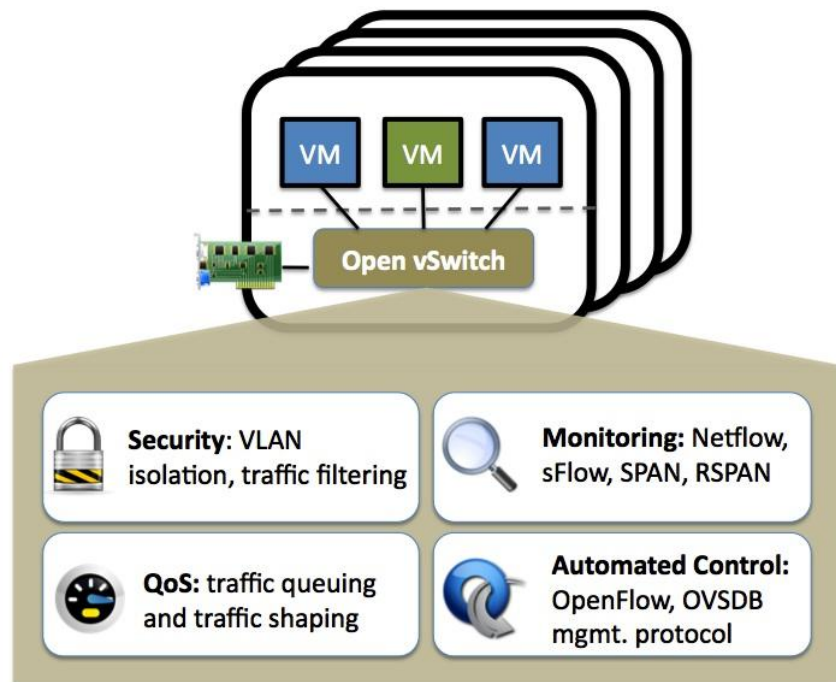 VM
VM
VM
Open vSwitch
Security: VLAN
isolation, traffic filtering
Monitoring: Netflow,
sFlow, SPAN, RSPAN
QoS: traffic queuing
and traffic shaping
Automated Control:
OpenFlow, OVSDB
mgmt. protocol